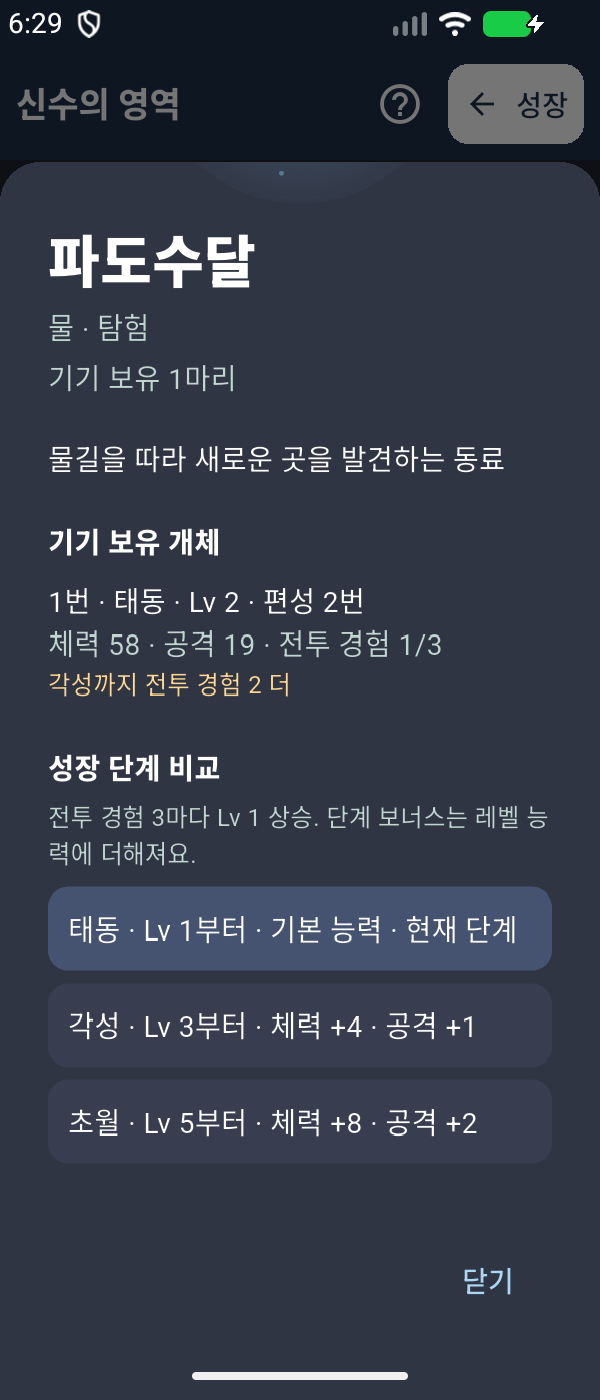 6:29
신수의 영역
성장
파도수달
물 · 탐험
기기 보유 1마리
물길을 따라 새로운 곳을 발견하는 동료
기기 보유 개체
1번 · 태동 · Lv 2 · 편성 2번
체력 58 · 공격 19 · 전투 경험 1/3
각성까지 전투 경험 2 더
성장 단계 비교
전투 경험 3마다 Lv 1 상승. 단계 보너스는 레벨 능
력에 더해져요.
태동 · Lv 1부터 · 기본 능력 · 현재 단계
각성 · Lv 3부터 · 체력 +4 · 공격 +1
초월 · Lv 5부터 · 체력 +8 · 공격 +2
닫기